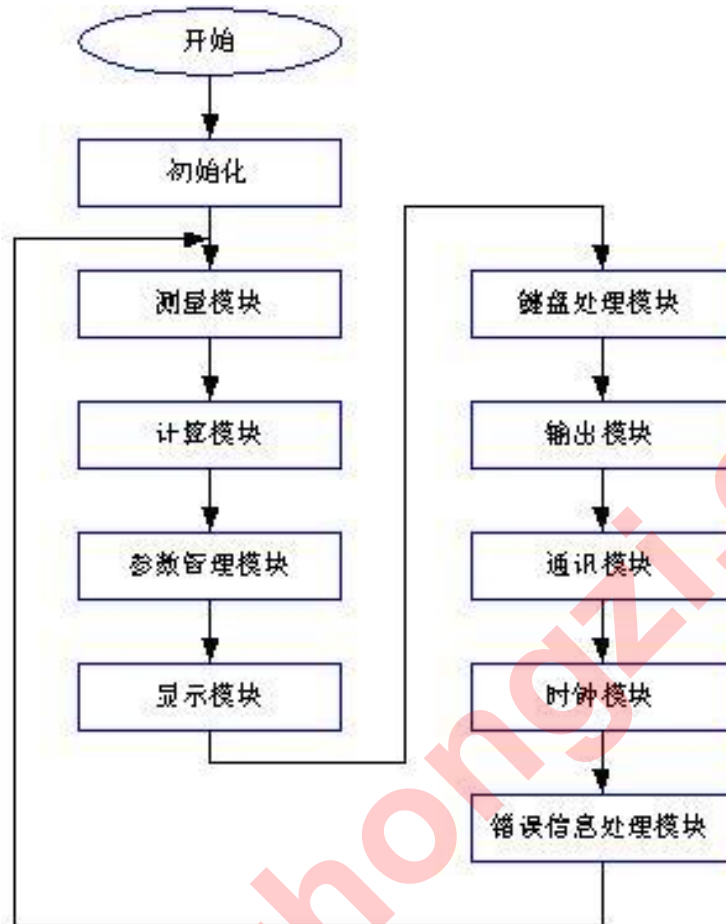 开始
初始化
测量模块
计算模块
参数管理模块
显示模块
键盘处理模块
输出模块
通讯模块
时钟模块
错误信息处理模块
hongzi.c